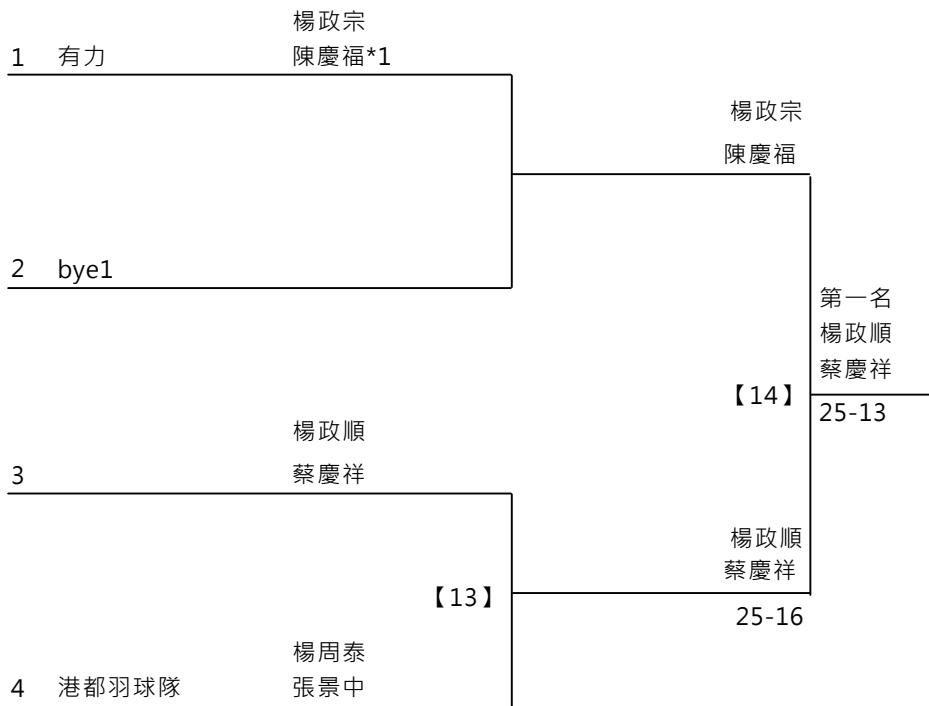 楊政宗
1 有力 陳慶福*1
楊政宗
陳慶福
2 bye1
第一名
楊政順
蔡慶祥
【14】
25-13
楊政順
3 蔡慶祥
楊政順
蔡慶祥
【13】
25-16
楊周泰
4 港都羽球隊 張景中